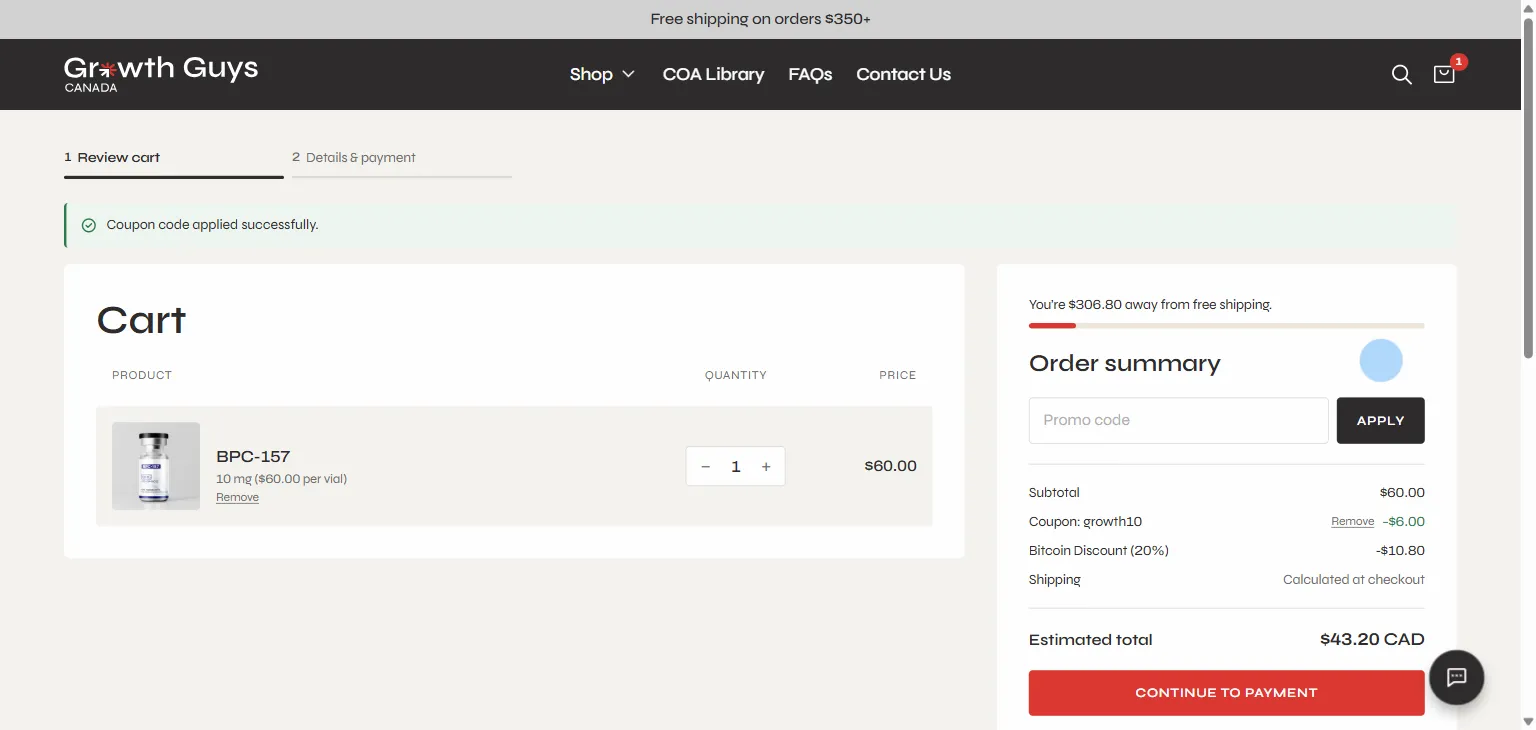 Free shipping on orders $350+
Growth Guys
CANADA
Shop
COA Library
FAQs
Contact Us
1
1 Review cart
2 Details & payment
Coupon code applied successfully.
Cart
PRODUCT
QUANTITY
PRICE
BPC-157
BPC-157
10 mg ($60.00 per vial)
Remove
− 1 +
$60.00
You're $306.80 away from free shipping.
Order summary
Promo code
APPLY
Subtotal $60.00
Coupon: growth10 Remove -$6.00
Bitcoin Discount (20%) -$10.80
Shipping Calculated at checkout
Estimated total $43.20 CAD
CONTINUE TO PAYMENT